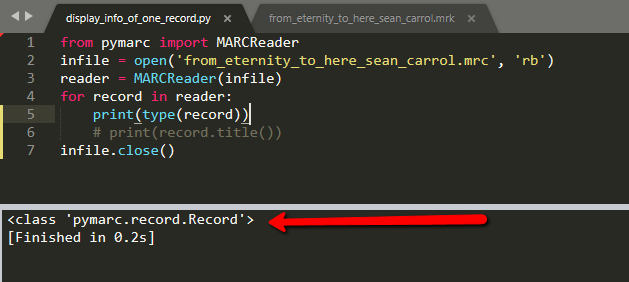 display_info_of_one_record.py ×
from_eternity_to_here_sean_carrol.mrk ×
1 from pymarc import MARCReader
2 infile = open('from_eternity_to_here_sean_carrol.mrc', 'rb')
3 reader = MARCReader(infile)
4 for record in reader:
5     print(type(record))
6     # print(record.title())
7 infile.close()
<class 'pymarc.record.Record'>
[Finished in 0.2s]